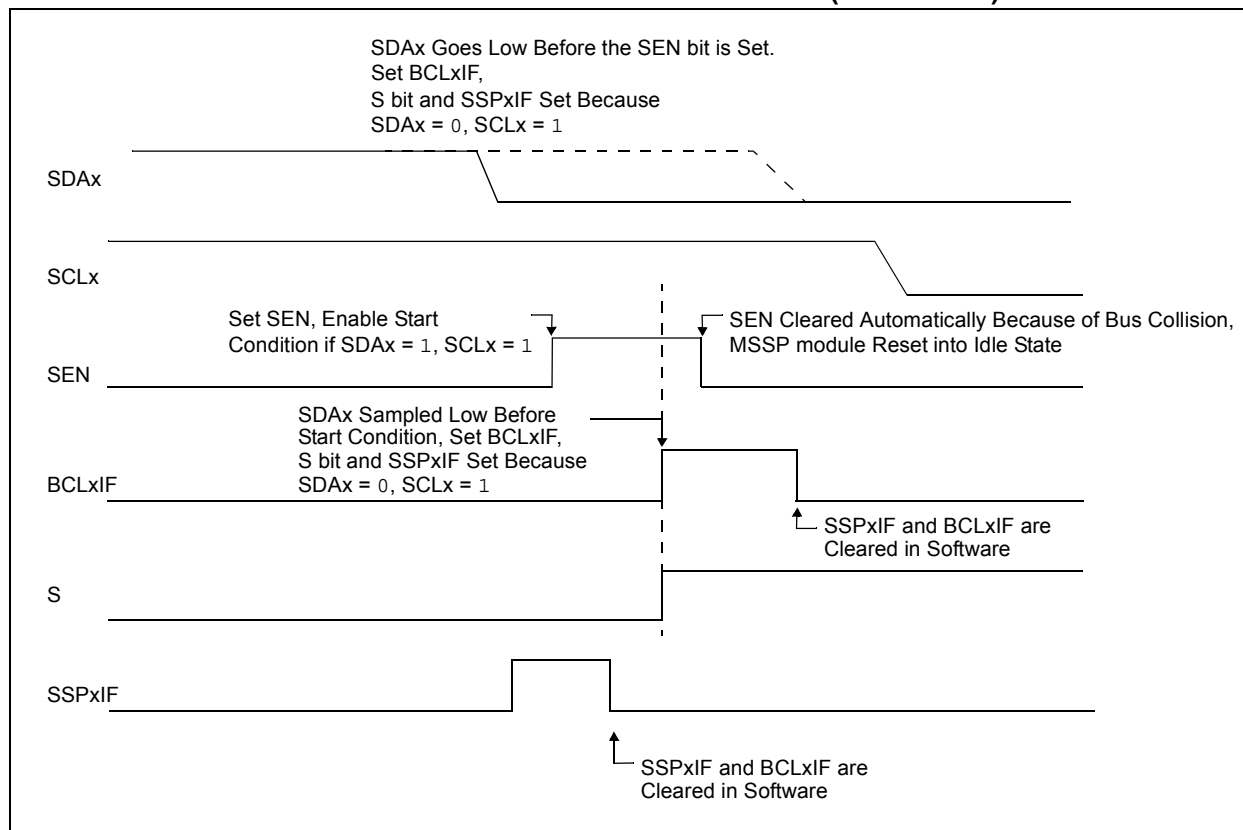 SDAx Goes Low Before the SEN bit is Set.
Set BCLxIF,
S bit and SSPxIF Set Because
SDAx = 0, SCLx = 1
SDAx
SCLx
Set SEN, Enable Start
Condition if SDAx = 1, SCLx = 1
SEN Cleared Automatically Because of Bus Collision,
MSSP module Reset into Idle State
SEN
SDAx Sampled Low Before
Start Condition, Set BCLxIF,
S bit and SSPxIF Set Because
SDAx = 0, SCLx = 1
BCLxIF
SSPxIF and BCLxIF are
Cleared in Software
S
SSPxIF
SSPxIF and BCLxIF are
Cleared in Software